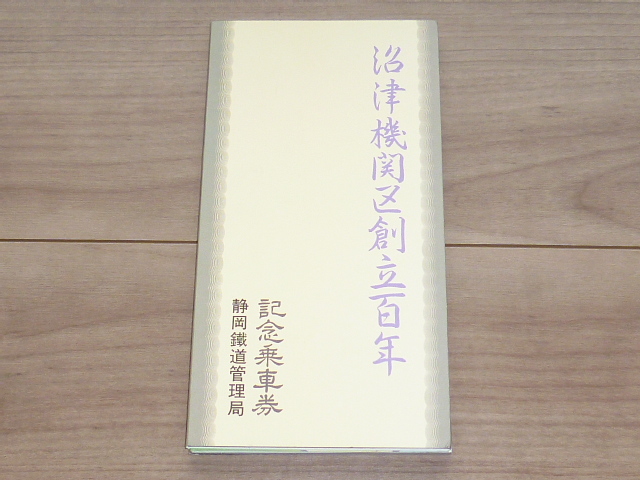 沼津機関区創立百年
記念乗車券
静岡鐵道管理局